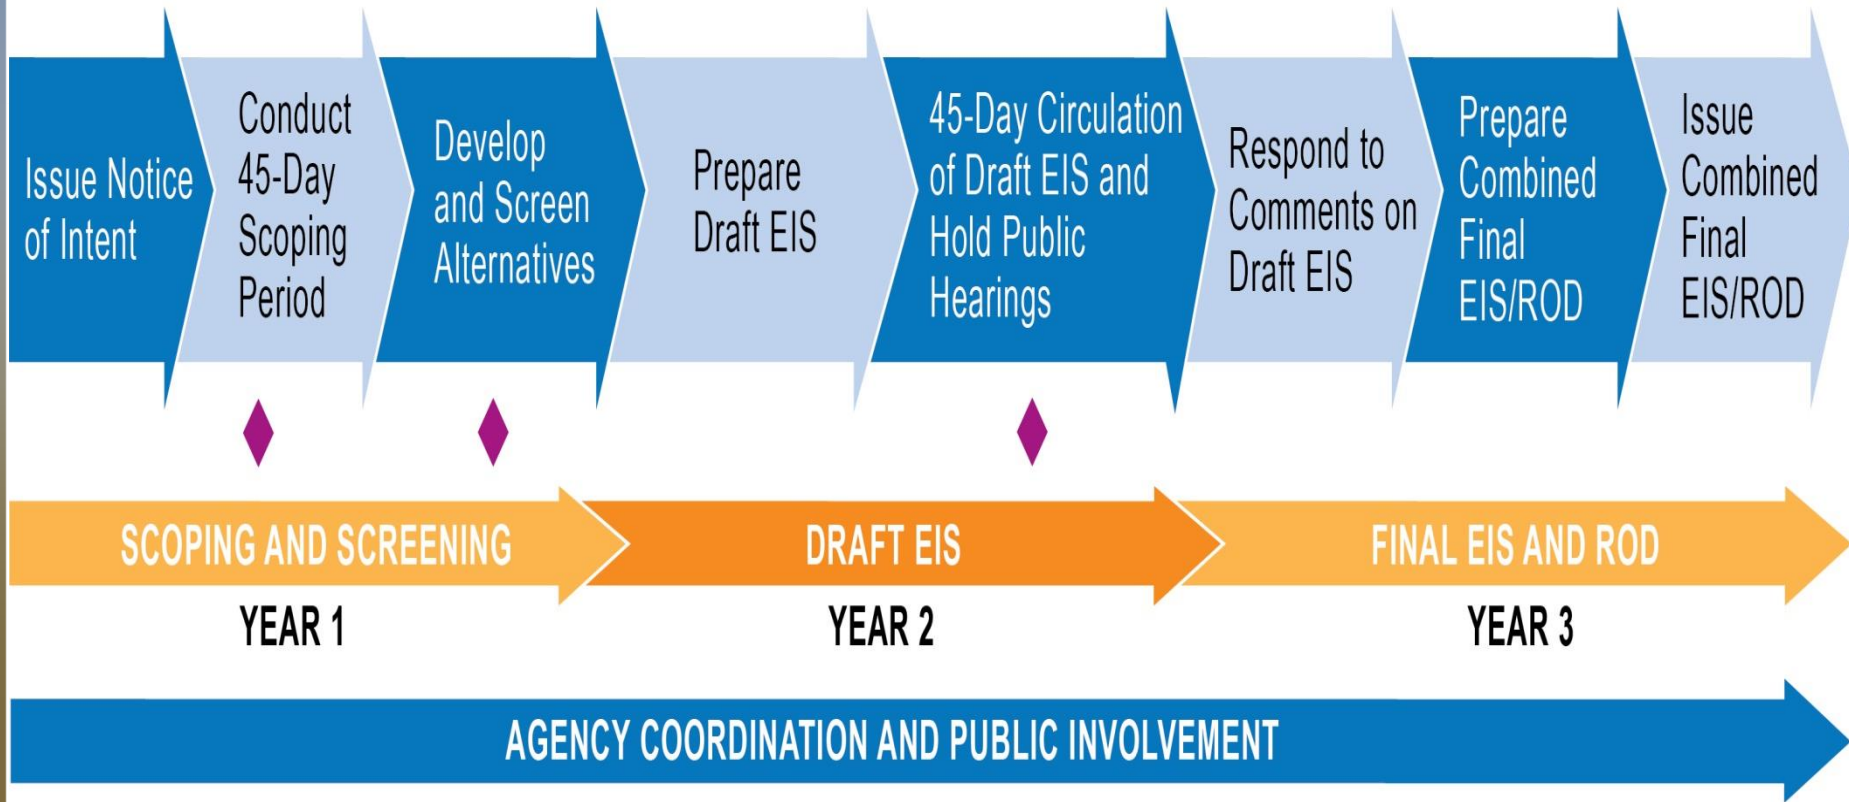 Issue Notice
of Intent
Conduct
45-Day
Scoping
Period
Develop
and Screen
Alternatives
Prepare
Draft EIS
45-Day Circulation
of Draft EIS and
Hold Public
Hearings
Respond to
Comments on
Draft EIS
Prepare
Combined
Final
EIS/ROD
Issue
Combined
Final
EIS/ROD
SCOPING AND SCREENING
DRAFT EIS
FINAL EIS AND ROD
YEAR 1
YEAR 2
YEAR 3
AGENCY COORDINATION AND PUBLIC INVOLVEMENT